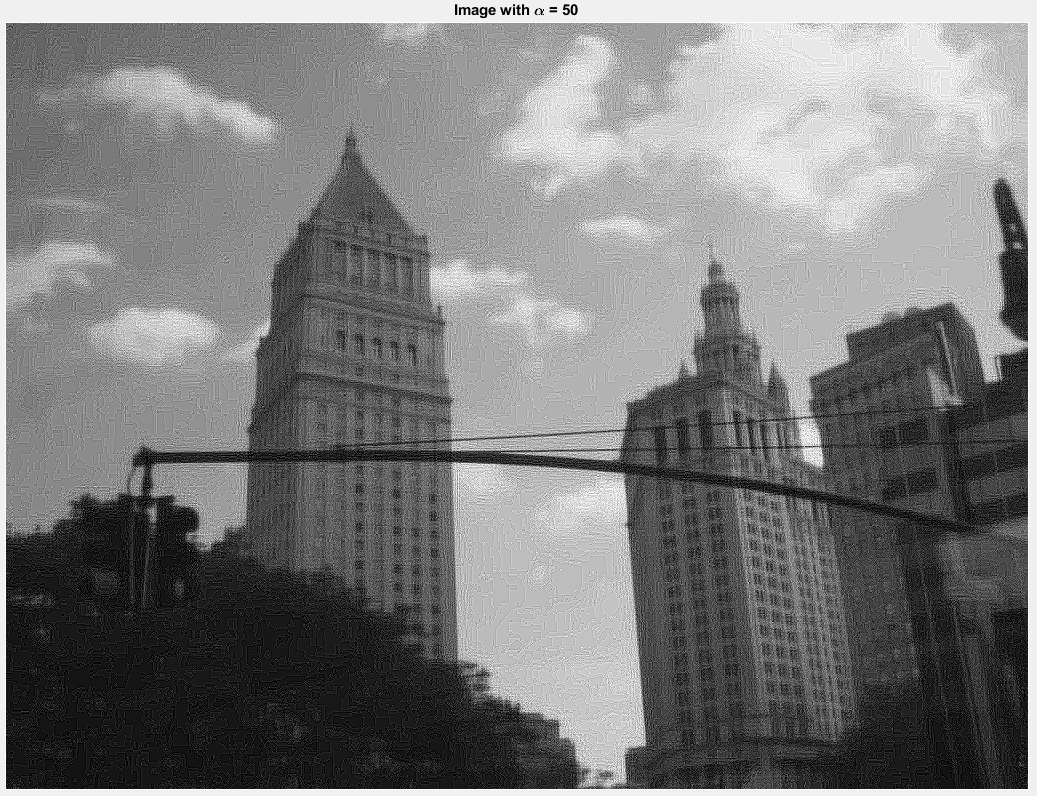 Image with α = 50